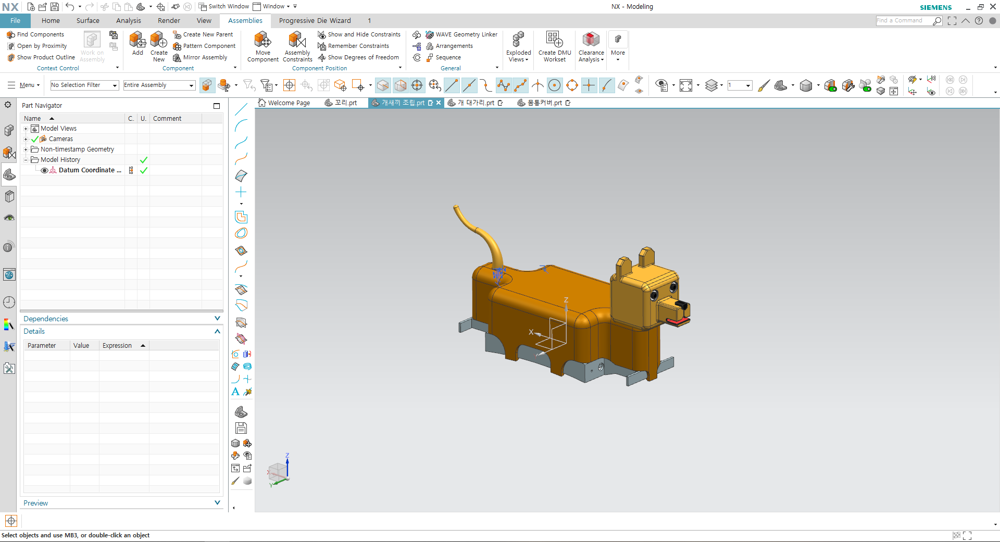 NX
Switch Window
Window
NX - Modeling
SIEMENS
File
Home
Surface
Analysis
Render
View
Assemblies
Progressive Die Wizard
1
Find a Command
Find Components
Open by Proximity
Show Product Outline
Work on Assembly
Context Control
Add
Create New
Create New Parent
Pattern Component
Mirror Assembly
Component
Move Component
Assembly Constraints
Show and Hide Constraints
Remember Constraints
Show Degrees of Freedom
Component Position
WAVE Geometry Linker
Arrangements
Sequence
General
Exploded Views
Create DMU Workset
Clearance Analysis
More
Menu
No Selection Filter
Entire Assembly
1
Part Navigator
Welcome Page
꼬리.prt
개새끼 조립.prt
개 대가리.prt
몸통커버.prt
Name
C.
U.
Comment
Model Views
Cameras
Non-timestamp Geometry
Model History
Datum Coordinate ...
Dependencies
Details
Parameter
Value
Expression
Preview
Z
X
Z
X
Y
A
Select objects and use MB3, or double-click an object